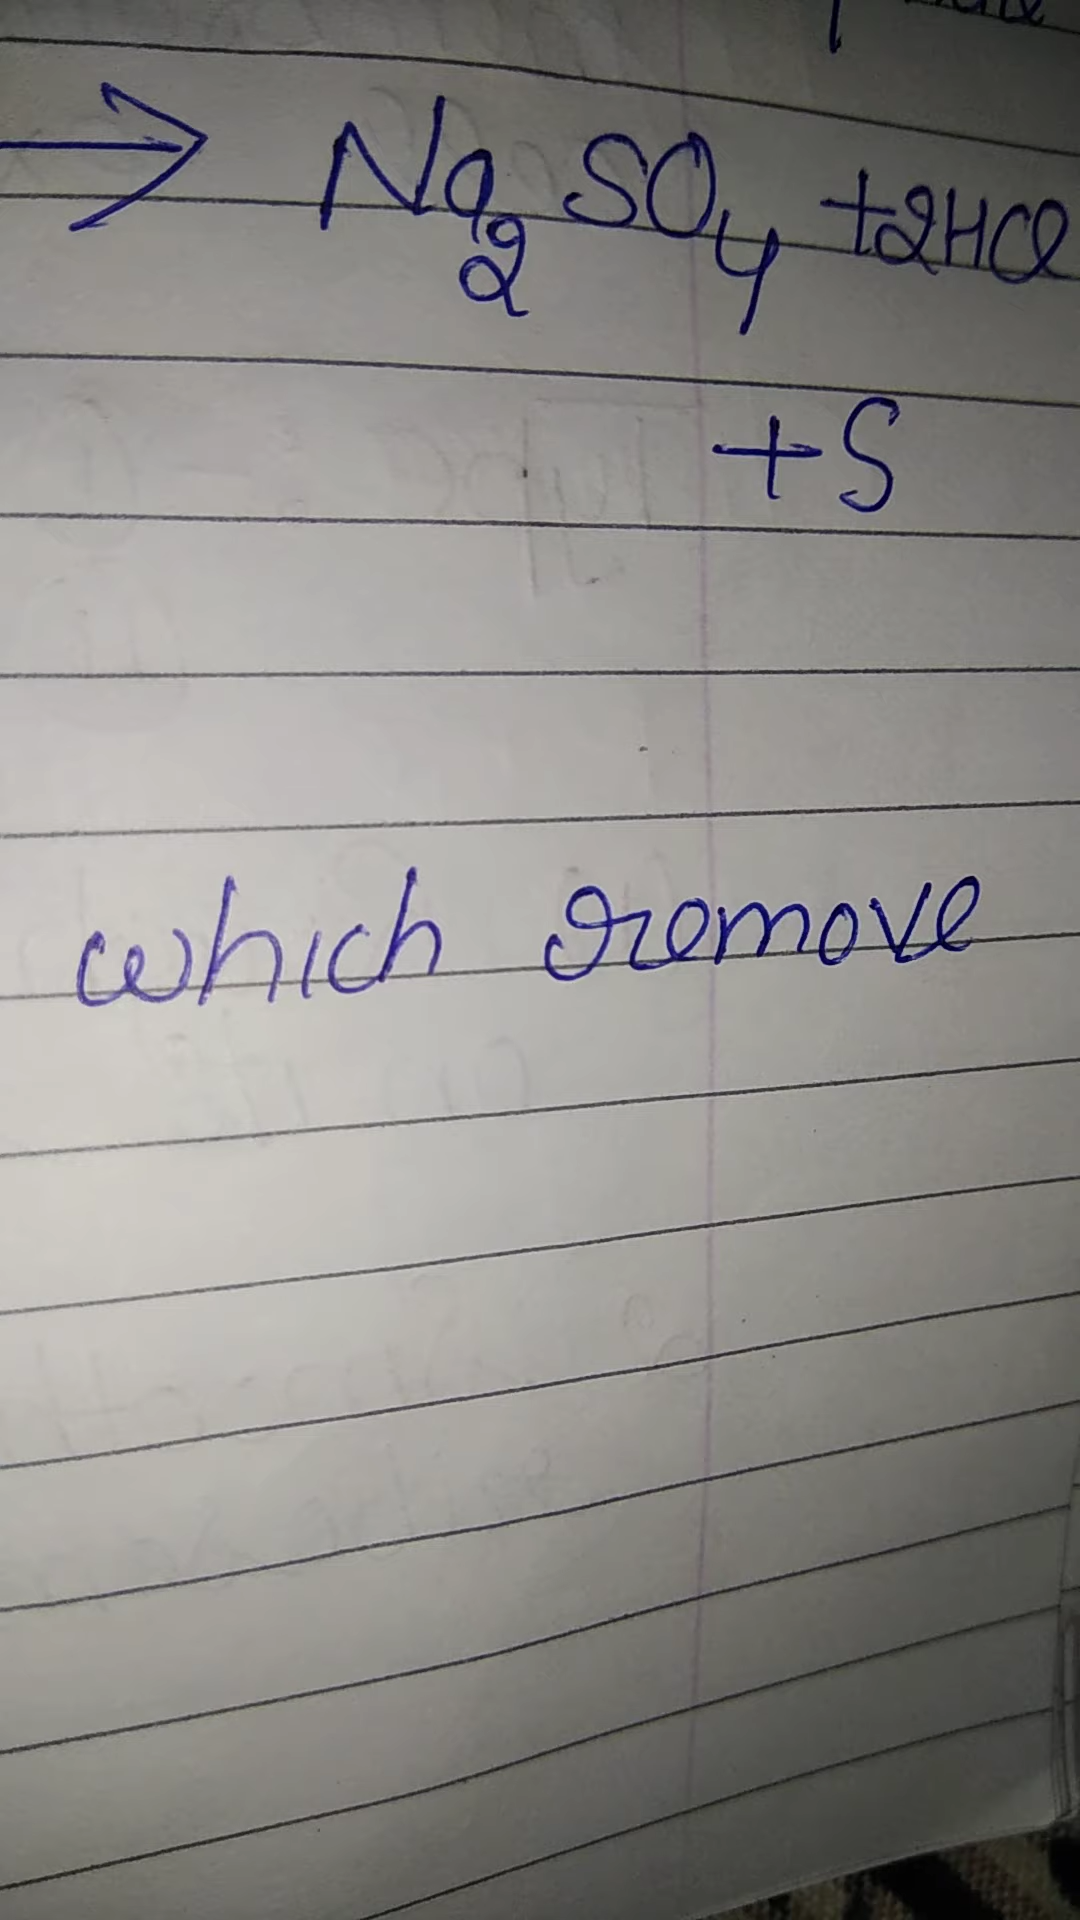 → Na₂SO₄ + 2HCl
+ S
which remove